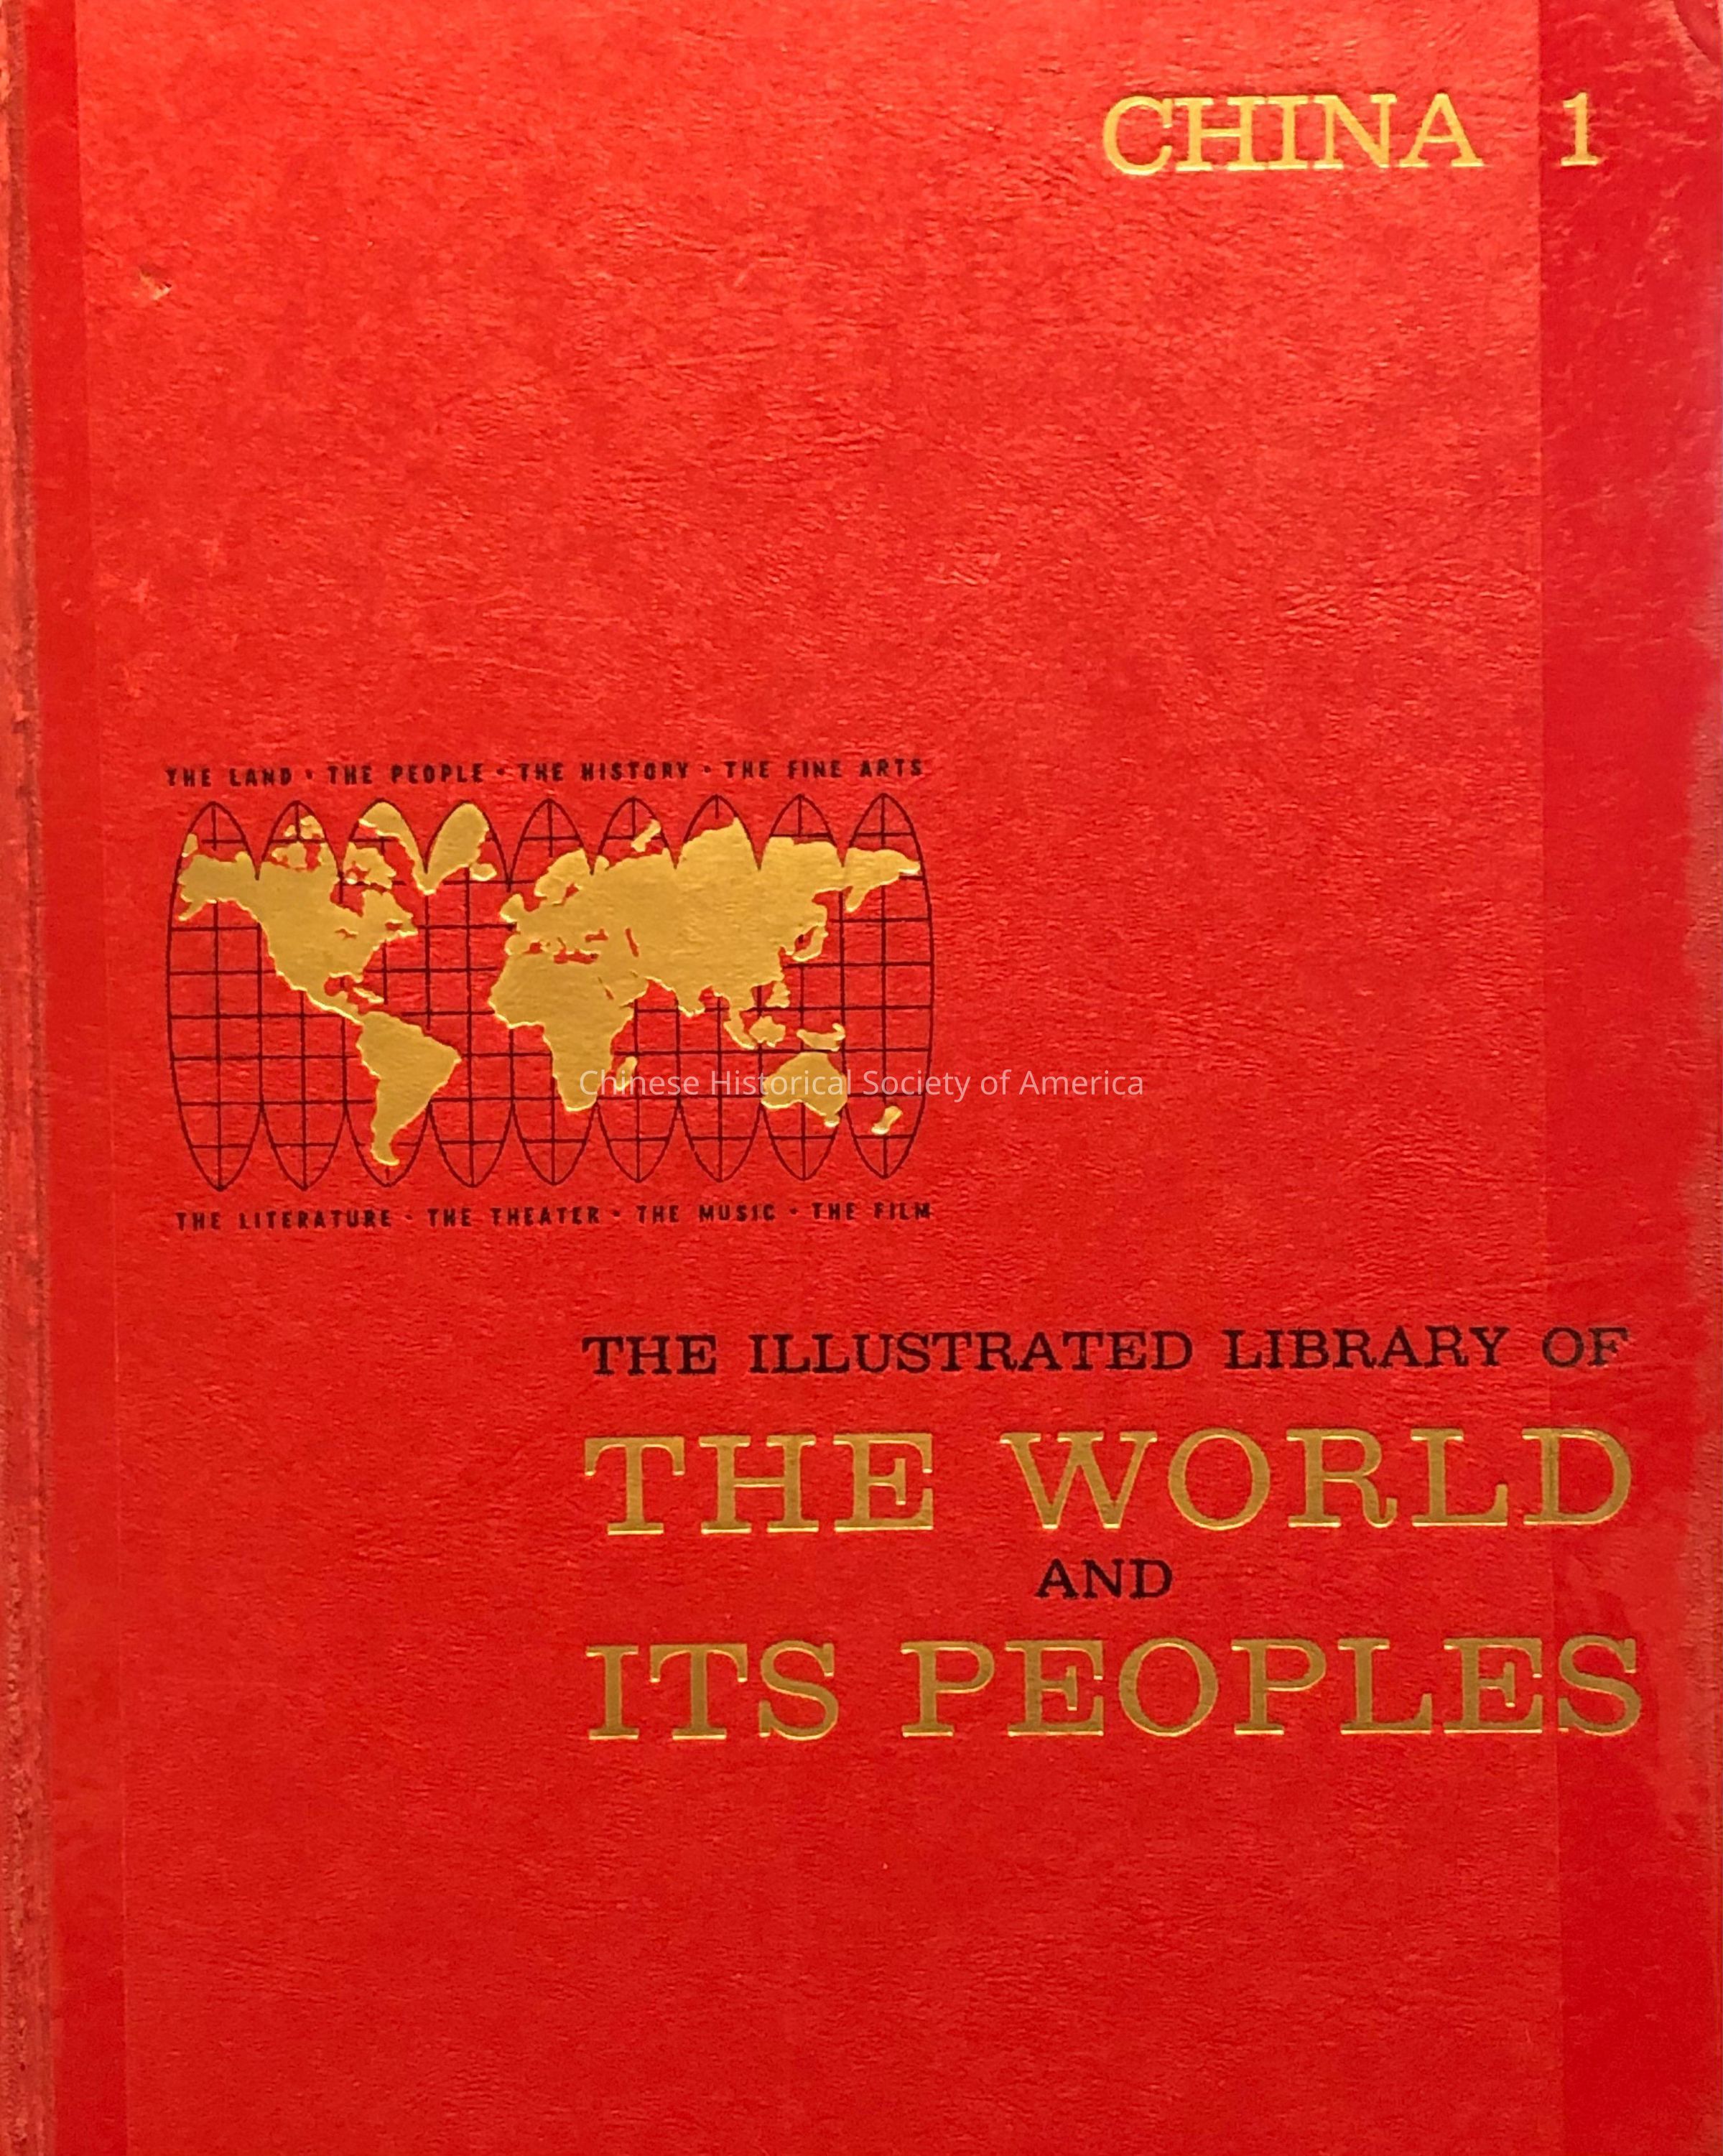 CHINA 1
THE LAND • THE PEOPLE • THE HISTORY • THE FINE ARTS
Chinese Historical Society of America
THE LITERATURE • THE THEATER • THE MUSIC • THE FILM
THE ILLUSTRATED LIBRARY OF
THE WORLD
AND
ITS PEOPLES